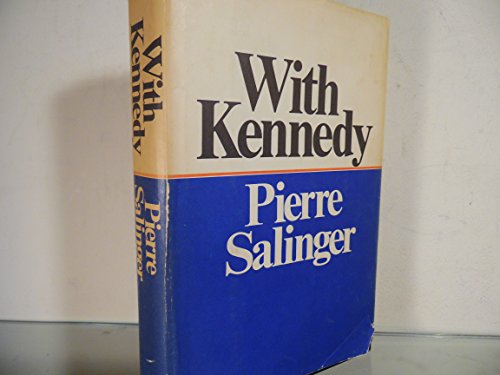 With
Kennedy
Pierre
Salinger
With
Kennedy
Pierre
Salinger